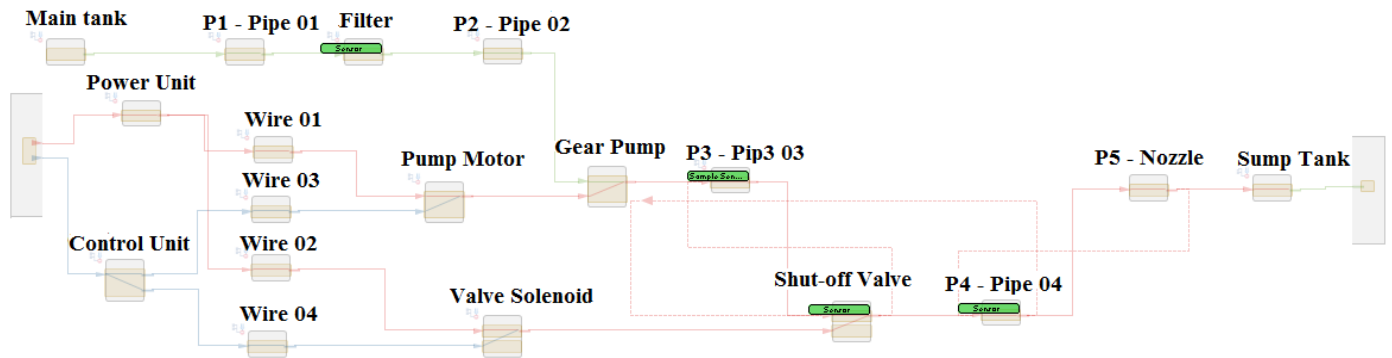 Main tank
P1 - Pipe 01
Filter
P2 - Pipe 02
Sensor
Power Unit
Wire 01
Pump Motor
Gear Pump
P3 - Pip3 03
Sample Sen...
P5 - Nozzle
Sump Tank
Wire 03
Control Unit
Wire 02
Valve Solenoid
Shut-off Valve
P4 - Pipe 04
Sensor
Sensor
Wire 04